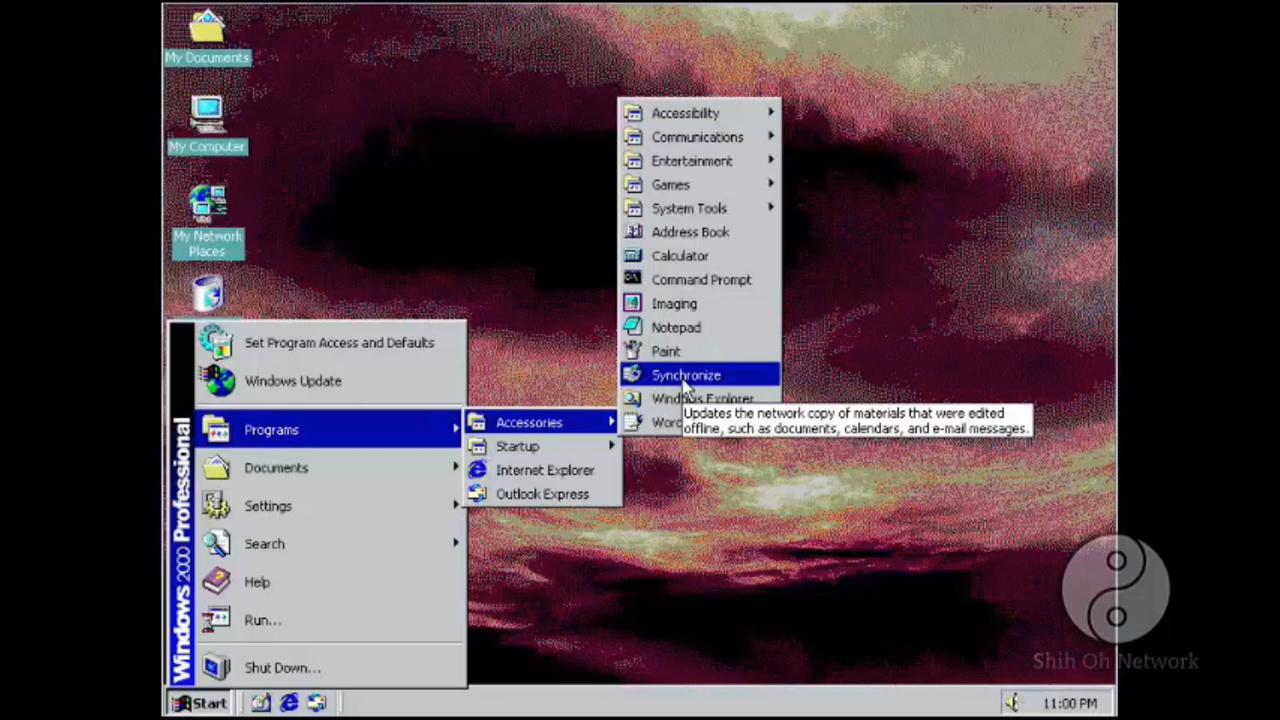 My Documents
My Computer
My Network
Places
Accessibility
Communications
Entertainment
Games
System Tools
Address Book
Calculator
Command Prompt
Imaging
Notepad
Paint
Synchronize
Windows Explorer
Updates the network copy of materials that were edited
offline, such as documents, calendars, and e-mail messages.
Set Program Access and Defaults
Windows Update
Programs
Documents
Settings
Search
Help
Run...
Shut Down...
Windows 2000 Professional
Accessories
Startup
Internet Explorer
Outlook Express
Shih Oh Network
Start
11:00 PM